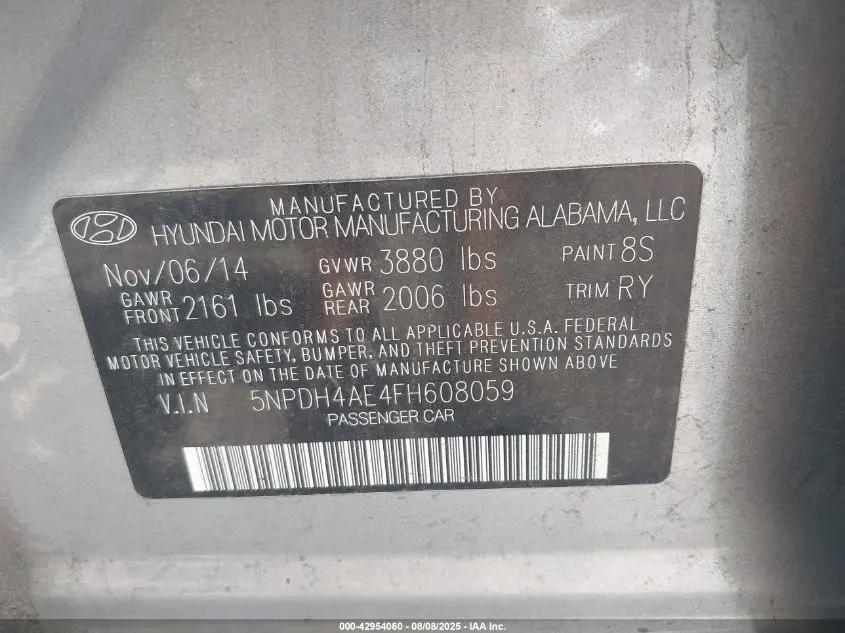 MANUFACTURED BY
HYUNDAI MOTOR MANUFACTURING ALABAMA, LLC
Nov/06/14 GVWR 3880 lbs PAINT 8S
GAWR FRONT 2161 lbs GAWR REAR 2006 lbs TRIM RY
THIS VEHICLE CONFORMS TO ALL APPLICABLE U.S.A. FEDERAL
MOTOR VEHICLE SAFETY, BUMPER, AND THEFT PREVENTION STANDARDS
IN EFFECT ON THE DATE OF MANUFACTURE SHOWN ABOVE
V.I.N 5NPDH4AE4FH608059
PASSENGER CAR
000-42954060 - 08/08/2025 - IAA Inc.